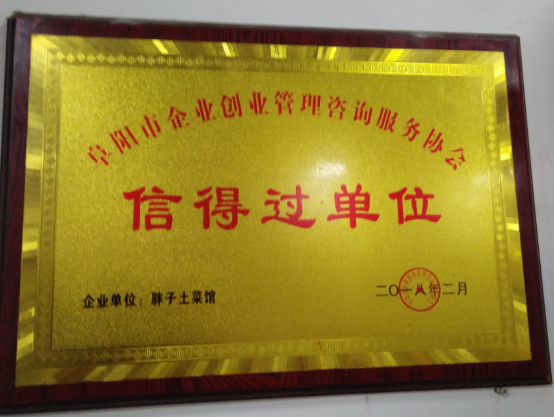 阜阳市企业创业管理咨询服务协会
信得过单位
企业单位：胖子土菜馆
二〇一八年二月